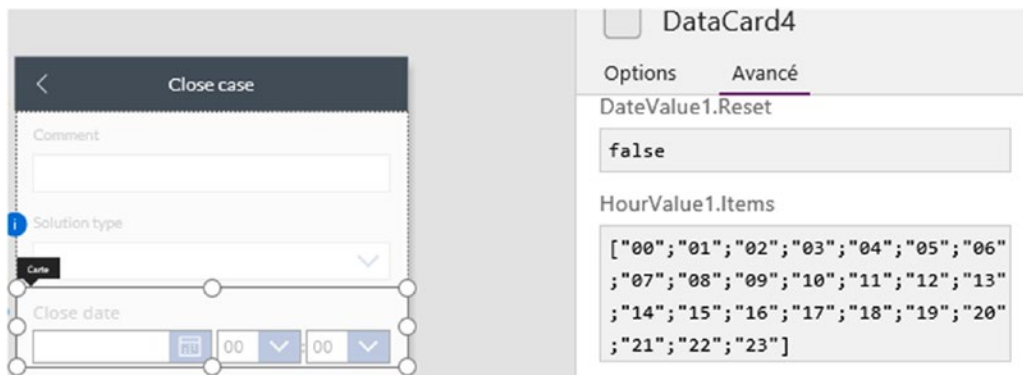 Close case
Comment
Solution type
Carte
Close date
00 : 00
DataCard4
Options Avancé
DateValue1.Reset
false
HourValue1.Items
["00";"01";"02";"03";"04";"05";"06"
;"07";"08";"09";"10";"11";"12";"13"
;"14";"15";"16";"17";"18";"19";"20"
;"21";"22";"23"]